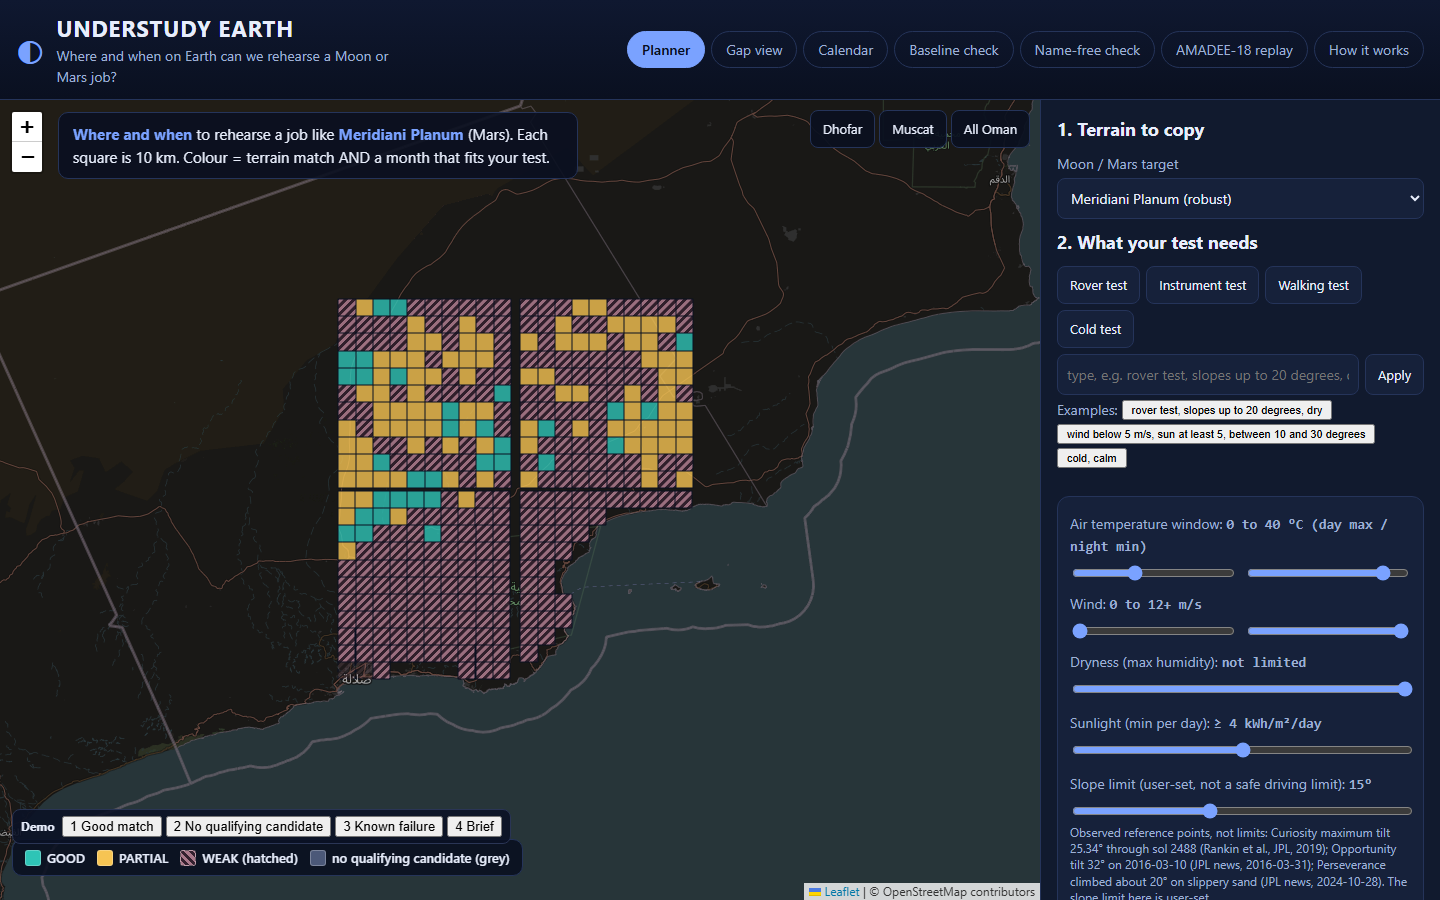 UNDERSTUDY EARTH
Where and when on Earth can we rehearse a Moon or
Mars job?
Planner
Gap view
Calendar
Baseline check
Name-free check
AMADEE-18 replay
How it works
+
−
Where and when to rehearse a job like Meridiani Planum (Mars). Each
square is 10 km. Colour = terrain match AND a month that fits your test.
Dhofar
Muscat
All Oman
الدقم
صلالة
Demo
1 Good match
2 No qualifying candidate
3 Known failure
4 Brief
GOOD
PARTIAL
WEAK (hatched)
no qualifying candidate (grey)
Leaflet | © OpenStreetMap contributors
1. Terrain to copy
Moon / Mars target
Meridiani Planum (robust)
2. What your test needs
Rover test
Instrument test
Walking test
Cold test
type, e.g. rover test, slopes up to 20 degrees,
Apply
Examples:
rover test, slopes up to 20 degrees, dry
wind below 5 m/s, sun at least 5, between 10 and 30 degrees
cold, calm
Air temperature window: 0 to 40 °C (day max /
night min)
Wind: 0 to 12+ m/s
Dryness (max humidity): not limited
Sunlight (min per day): ≥ 4 kWh/m²/day
Slope limit (user-set, not a safe driving limit): 15°
Observed reference points, not limits: Curiosity maximum tilt
25.34° through sol 2488 (Rankin et al., JPL, 2019); Opportunity
tilt 32° on 2016-03-10 (JPL news, 2016-03-31); Perseverance
climbed about 20° on slippery sand (JPL news, 2024-10-28). The
slope limit here is user-set.